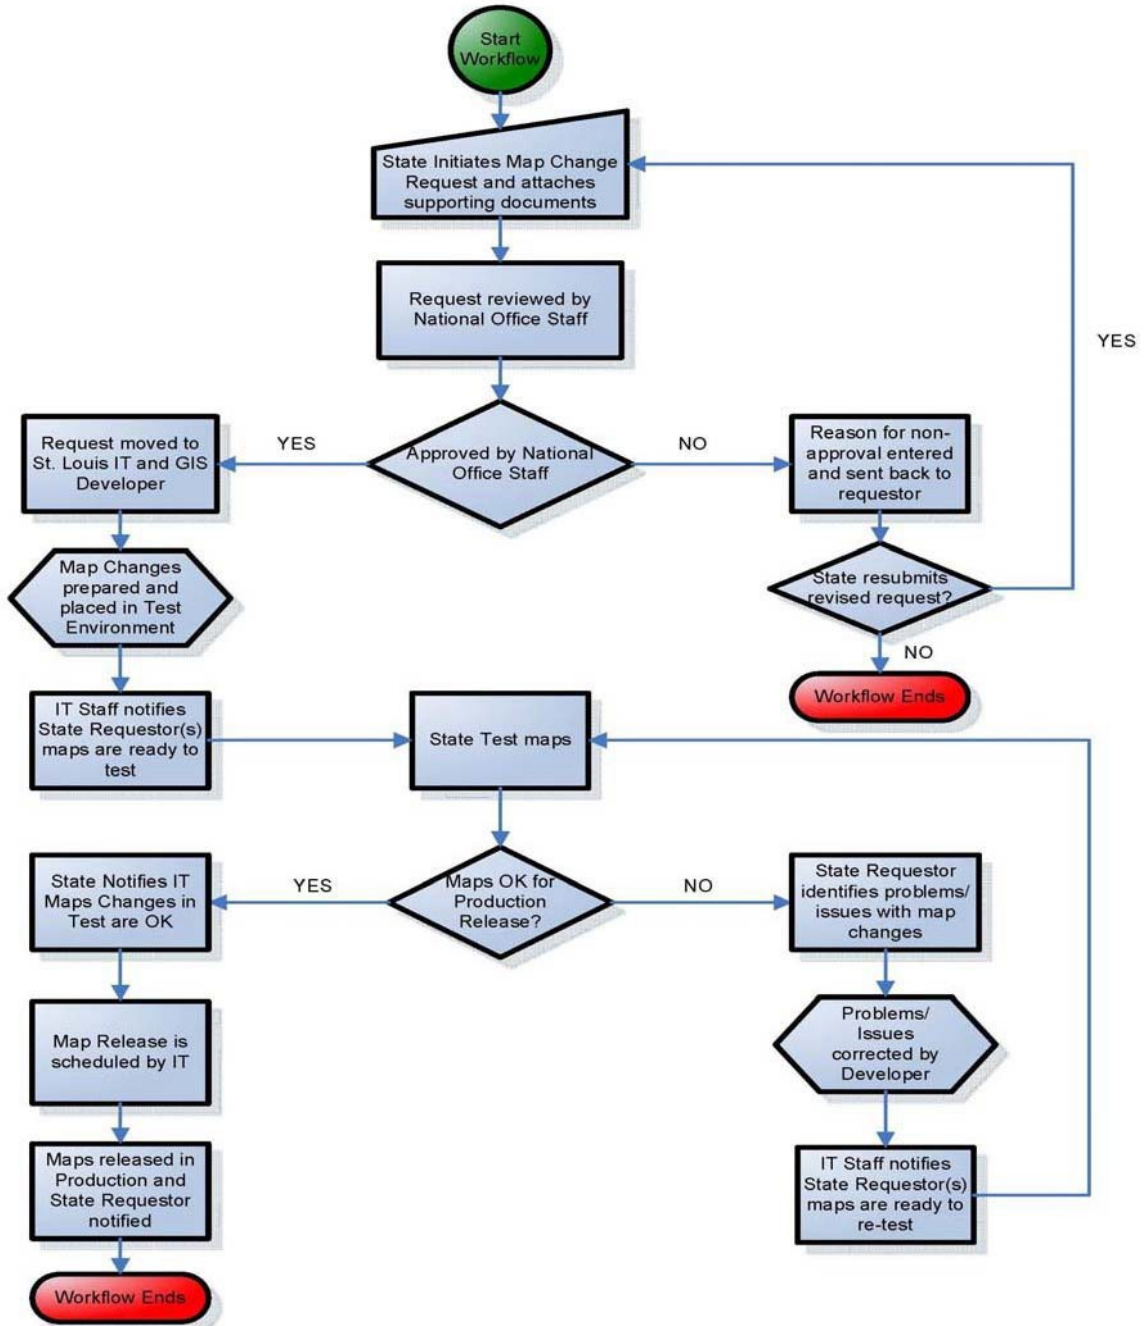 Start
Workflow
State Initiates Map Change
Request and attaches
supporting documents
Request reviewed by
National Office Staff
YES
Request moved to
St. Louis IT and GIS
Developer
YES
Approved by National
Office Staff
NO
Reason for non-
approval entered
and sent back to
requestor
Map Changes
prepared and
placed in Test
Environment
State resubmits
revised request?
NO
Workflow Ends
IT Staff notifies
State Requestor(s)
maps are ready to
test
State Test maps
State Notifies IT
Maps Changes in
Test are OK
YES
Maps OK for
Production
Release?
NO
State Requestor
identifies problems/
issues with map
changes
Map Release is
scheduled by IT
Problems/
Issues
corrected by
Developer
Maps released in
Production and
State Requestor
notified
IT Staff notifies
State Requestor(s)
maps are ready to
re-test
Workflow Ends